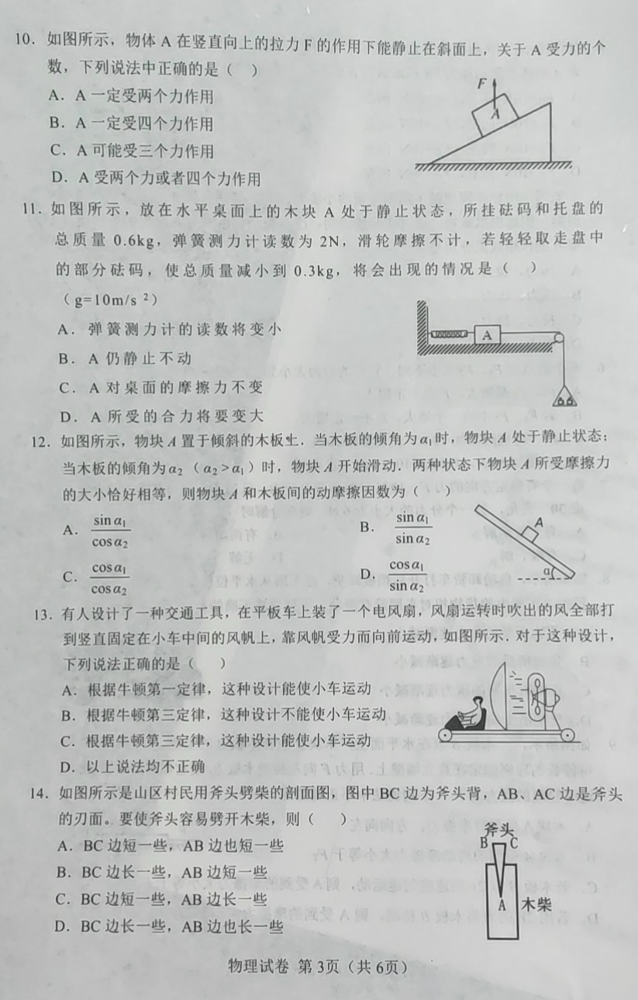 10．如图所示，物体 A 在竖直向上的拉力 F 的作用下能静止在斜面上，关于 A 受力的个
数，下列说法中正确的是（ ）
A．A 一定受两个力作用
B．A 一定受四个力作用
C．A 可能受三个力作用
D．A 受两个力或者四个力作用
F
A
11．如图所示，放在水平桌面上的木块 A 处于静止状态，所挂砝码和托盘的
总质量 0.6kg，弹簧测力计读数为 2N，滑轮摩擦不计，若轻轻取走盘中
的部分砝码，使总质量减小到 0.3kg，将会出现的情况是（ ）
（g=10m/s ²）
A．弹簧测力计的读数将变小
B．A 仍静止不动
C．A 对桌面的摩擦力不变
D．A 所受的合力将要变大
A
12．如图所示，物块 A 置于倾斜的木板上．当木板的倾角为α₁时，物块 A 处于静止状态；
当木板的倾角为α₂（α₂>α₁）时，物块 A 开始滑动．两种状态下物块 A 所受摩擦力
的大小恰好相等，则物块 A 和木板间的动摩擦因数为（ ）
A．sin α₁/cos α₂ B．sin α₁/sin α₂
C．cos α₁/cos α₂ D．cos α₁/sin α₂
A
α
13．有人设计了一种交通工具，在平板车上装了一个电风扇，风扇运转时吹出的风全部打
到竖直固定在小车中间的风帆上，靠风帆受力而向前运动，如图所示．对于这种设计，
下列说法正确的是（ ）
A．根据牛顿第一定律，这种设计能使小车运动
B．根据牛顿第三定律，这种设计不能使小车运动
C．根据牛顿第三定律，这种设计能使小车运动
D．以上说法均不正确
14．如图所示是山区村民用斧头劈柴的剖面图，图中 BC 边为斧头背，AB、AC 边是斧头
的刃面。要使斧头容易劈开木柴，则（ ）
A．BC 边短一些，AB 边也短一些
B．BC 边长一些，AB 边短一些
C．BC 边短一些，AB 边长一些
D．BC 边长一些，AB 边也长一些
斧头
B C
A 木柴
物理试卷 第 3页（共 6页）